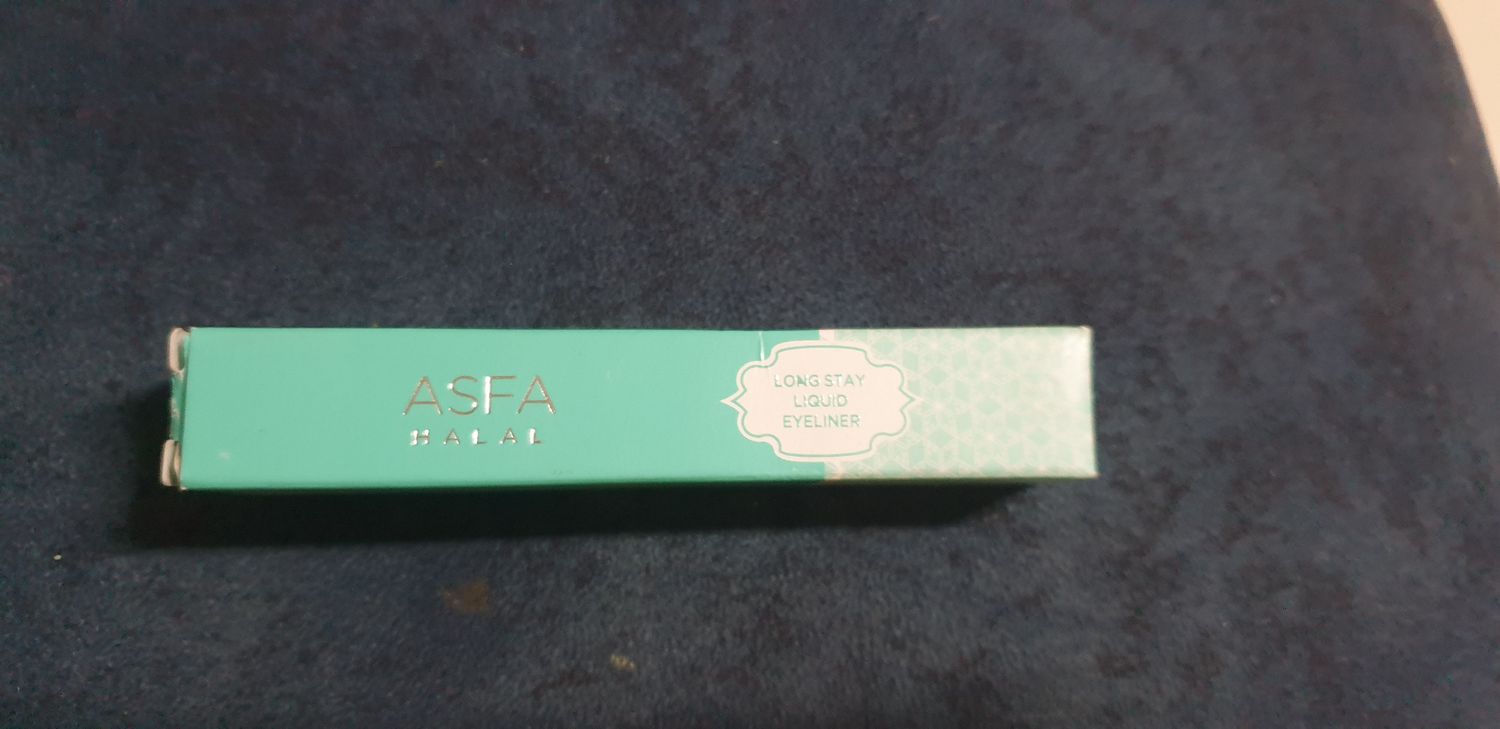 ASFA
HALAL
LONG STAY
LIQUID
EYELINER